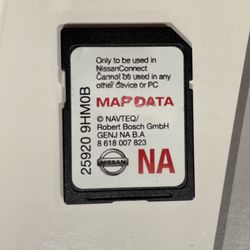 Only to be used in
NissanConnect
Cannot be used in any
other device or PC
MAP DATA
© NAVTEQ/
Robert Bosch GmbH
GENJ NA B.A
8 618 007 823
NISSAN
NA
25920 9HM0B